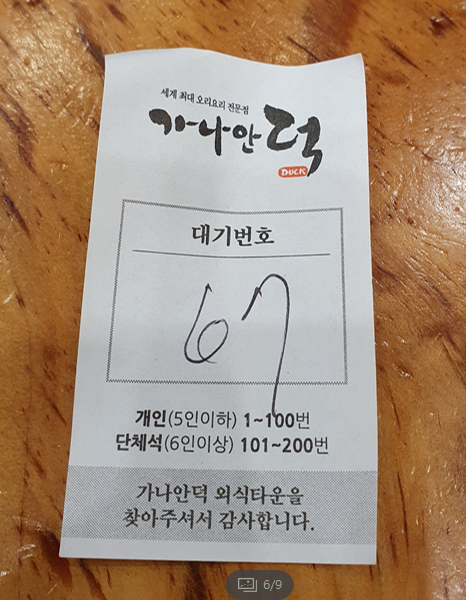 세계 최대 오리요리 전문점
가나안덕
DUCK
대기번호
67
개인(5인이하) 1~100번
단체석(6인이상) 101~200번
가나안덕 외식타운을
찾아주셔서 감사합니다.
6/9